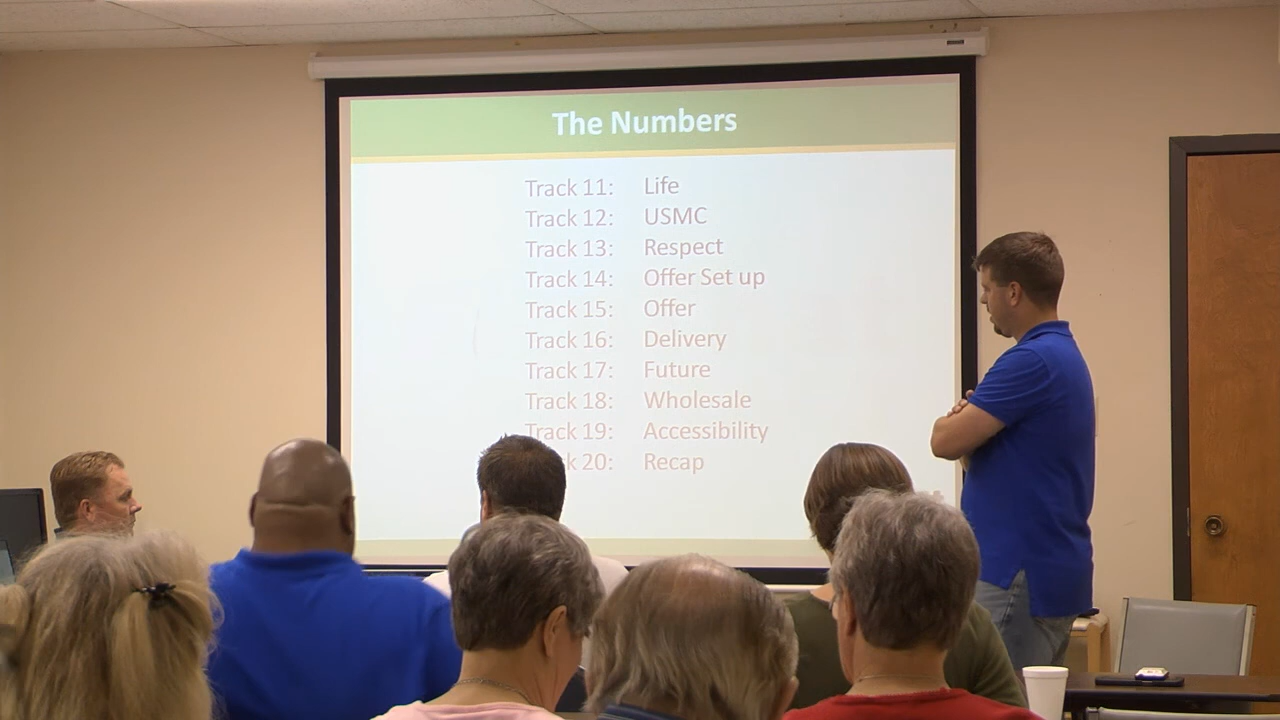 The Numbers
Track 11: Life
Track 12: USMC
Track 13: Respect
Track 14: Offer Set up
Track 15: Offer
Track 16: Delivery
Track 17: Future
Track 18: Wholesale
Track 19: Accessibility
k 20: Recap